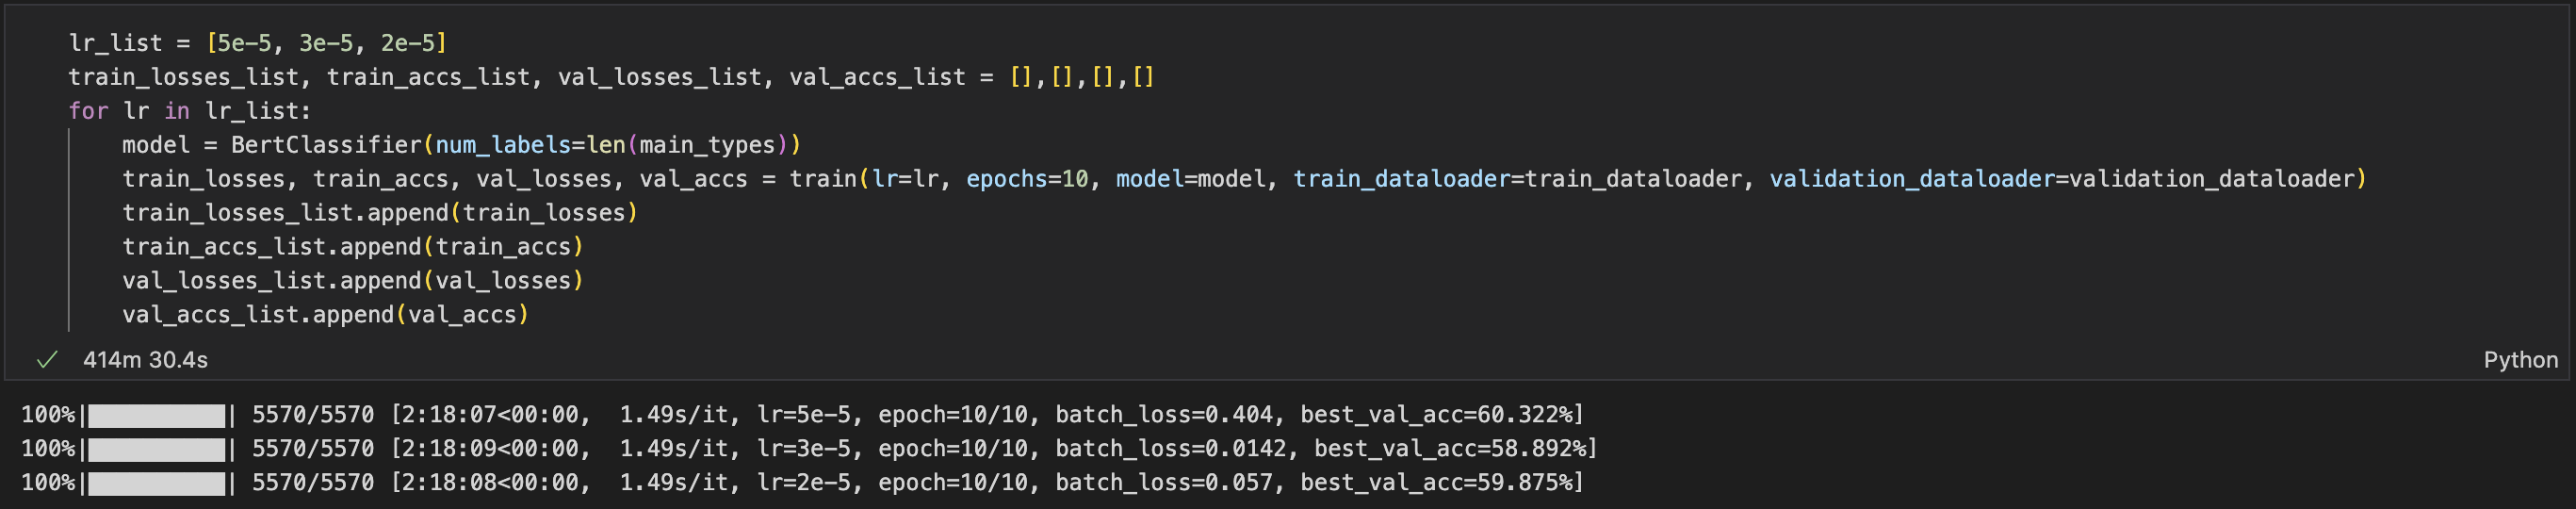 lr_list = [5e-5, 3e-5, 2e-5]
train_losses_list, train_accs_list, val_losses_list, val_accs_list = [],[],[],[]
for lr in lr_list:
    model = BertClassifier(num_labels=len(main_types))
    train_losses, train_accs, val_losses, val_accs = train(lr=lr, epochs=10, model=model, train_dataloader=train_dataloader, validation_dataloader=validation_dataloader)
    train_losses_list.append(train_losses)
    train_accs_list.append(train_accs)
    val_losses_list.append(val_losses)
    val_accs_list.append(val_accs)
✓ 414m 30.4s Python
100%|██████████| 5570/5570 [2:18:07<00:00,  1.49s/it, lr=5e-5, epoch=10/10, batch_loss=0.404, best_val_acc=60.322%]
100%|██████████| 5570/5570 [2:18:09<00:00,  1.49s/it, lr=3e-5, epoch=10/10, batch_loss=0.0142, best_val_acc=58.892%]
100%|██████████| 5570/5570 [2:18:08<00:00,  1.49s/it, lr=2e-5, epoch=10/10, batch_loss=0.057, best_val_acc=59.875%]